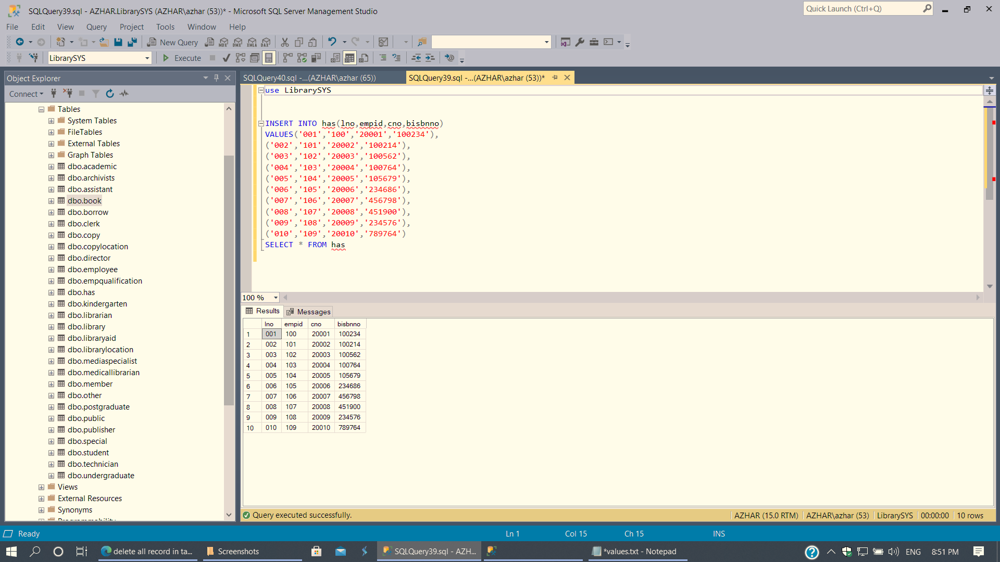 SQLQuery39.sql - AZHAR.LibrarySYS (AZHAR\azhar (53))* - Microsoft SQL Server Management Studio
Quick Launch (Ctrl+Q)
File Edit View Query Project Tools Window Help
New Query MDX DMX XMLA DAX
LibrarySYS Execute
Object Explorer
Connect
Tables
System Tables
FileTables
External Tables
Graph Tables
dbo.academic
dbo.archivists
dbo.assistant
dbo.book
dbo.borrow
dbo.clerk
dbo.copy
dbo.copylocation
dbo.director
dbo.employee
dbo.empqualification
dbo.has
dbo.kindergarten
dbo.librarian
dbo.library
dbo.libraryaid
dbo.librarylocation
dbo.mediaspecialist
dbo.medicallibrarian
dbo.member
dbo.other
dbo.postgraduate
dbo.public
dbo.publisher
dbo.special
dbo.student
dbo.technician
dbo.undergraduate
Views
External Resources
Synonyms
Programmability
SQLQuery40.sql -...(AZHAR\azhar (65)) SQLQuery39.sql -...(AZHAR\azhar (53))*
use LibrarySYS
INSERT INTO has(lno,empid,cno,bisbnno)
VALUES('001','100','20001','100234'),
('002','101','20002','100214'),
('003','102','20003','100562'),
('004','103','20004','100764'),
('005','104','20005','105679'),
('006','105','20006','234686'),
('007','106','20007','456798'),
('008','107','20008','451900'),
('009','108','20009','234576'),
('010','109','20010','789764')
SELECT * FROM has
100 %
Results Messages
lno empid cno bisbnno
1 001 100 20001 100234
2 002 101 20002 100214
3 003 102 20003 100562
4 004 103 20004 100764
5 005 104 20005 105679
6 006 105 20006 234686
7 007 106 20007 456798
8 008 107 20008 451900
9 009 108 20009 234576
10 010 109 20010 789764
Query executed successfully. AZHAR (15.0 RTM) AZHAR\azhar (53) LibrarySYS 00:00:00 10 rows
Ready Ln 1 Col 15 Ch 15 INS
delete all record in ta... Screenshots SQLQuery39.sql - AZH... *values.txt - Notepad ENG 8:51 PM